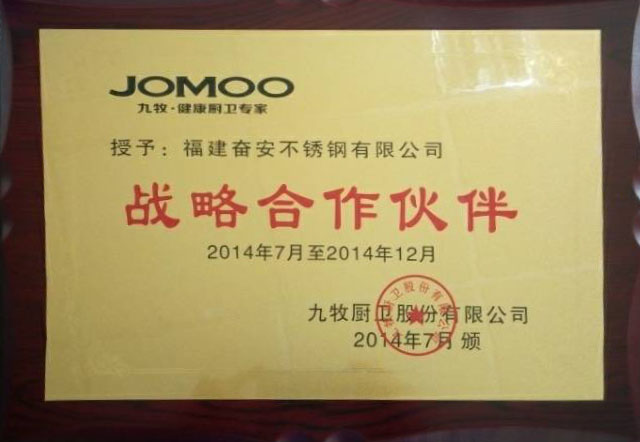 JOMOO
九牧·健康厨卫专家
授予：福建奋安不锈钢有限公司
战略合作伙伴
2014年7月至2014年12月
九牧厨卫股份有限公司
2014年7月 颁